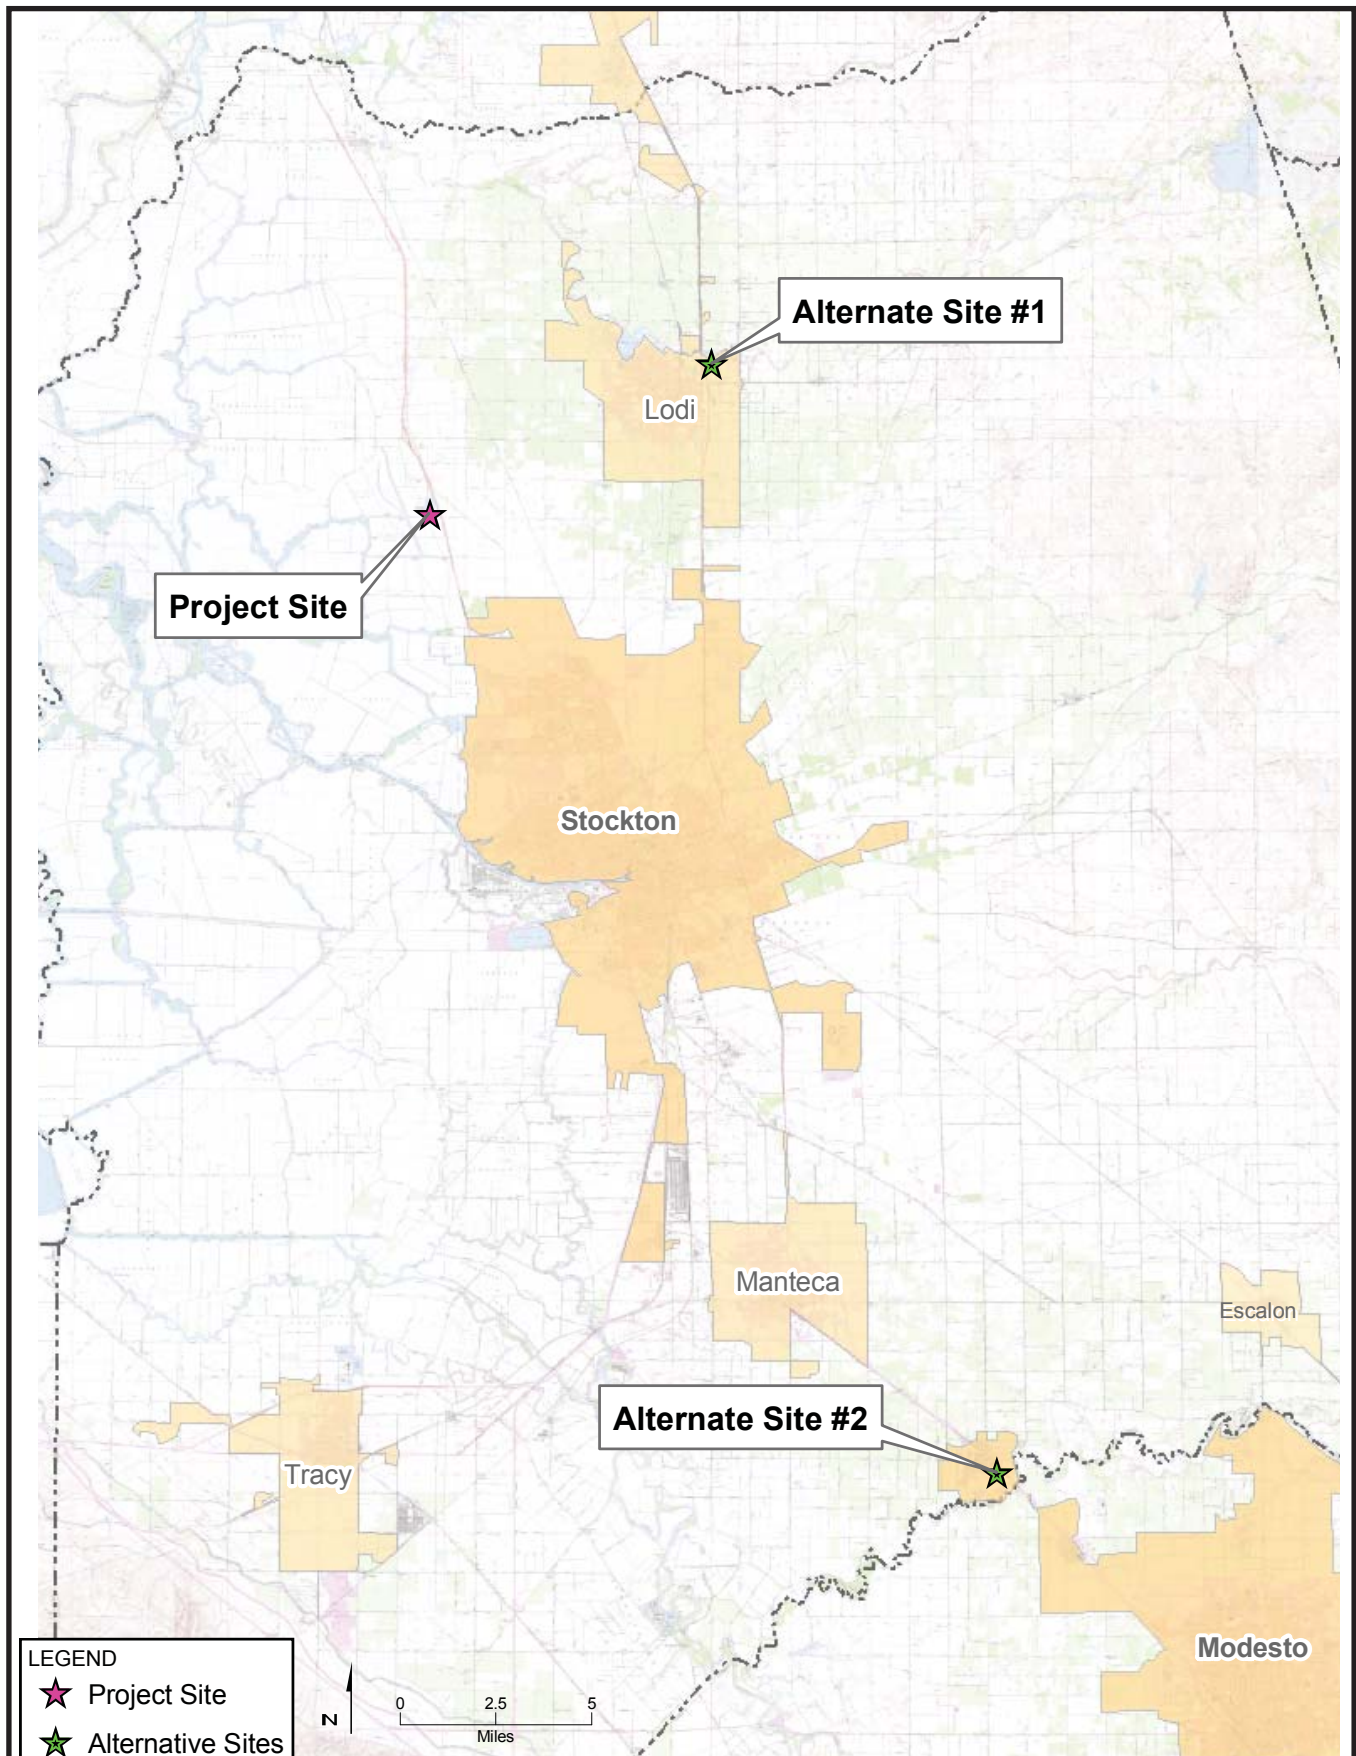 Alternate Site #1
Lodi
Project Site
Stockton
Manteca
Escalon
Alternate Site #2
Tracy
Modesto
LEGEND
Project Site
Alternative Sites
N
0 2.5 5
Miles